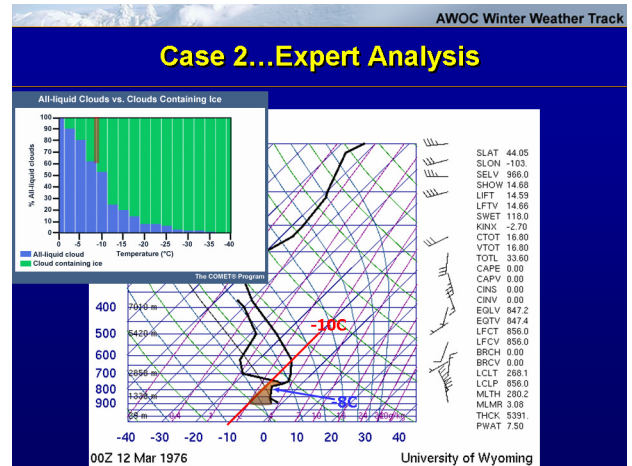 AWOC Winter Weather Track
Case 2…Expert Analysis
All-liquid Clouds vs. Clouds Containing Ice
% All-liquid clouds
100
90
80
70
60
50
40
30
20
10
0
0 -5 -10 -15 -20 -25 -30 -35 -40
Temperature (°C)
All-liquid cloud
Cloud containing ice
The COMET® Program
SLAT 44.05
SLON -103.
SELV 966.0
SHOW 14.68
LIFT 14.59
LFTV 14.66
SWET 118.0
KINX -2.70
CTOT 16.80
VTOT 16.80
TOTL 33.60
CAPE 0.00
CAPV 0.00
CINS 0.00
CINV 0.00
EQLV 847.2
EQTV 847.4
LFCT 856.0
LFCV 856.0
BRCH 0.00
BRCV 0.00
LCLT 268.1
LCLP 856.0
MLTH 280.2
MLMR 3.08
THCK 5391.
PWAT 7.50
400 7010 m
500 5420 m
600
700 2858 m
800
900
-10C
-8C
-40 -30 -20 -10 0 10 20 30 40
00Z 12 Mar 1976
University of Wyoming